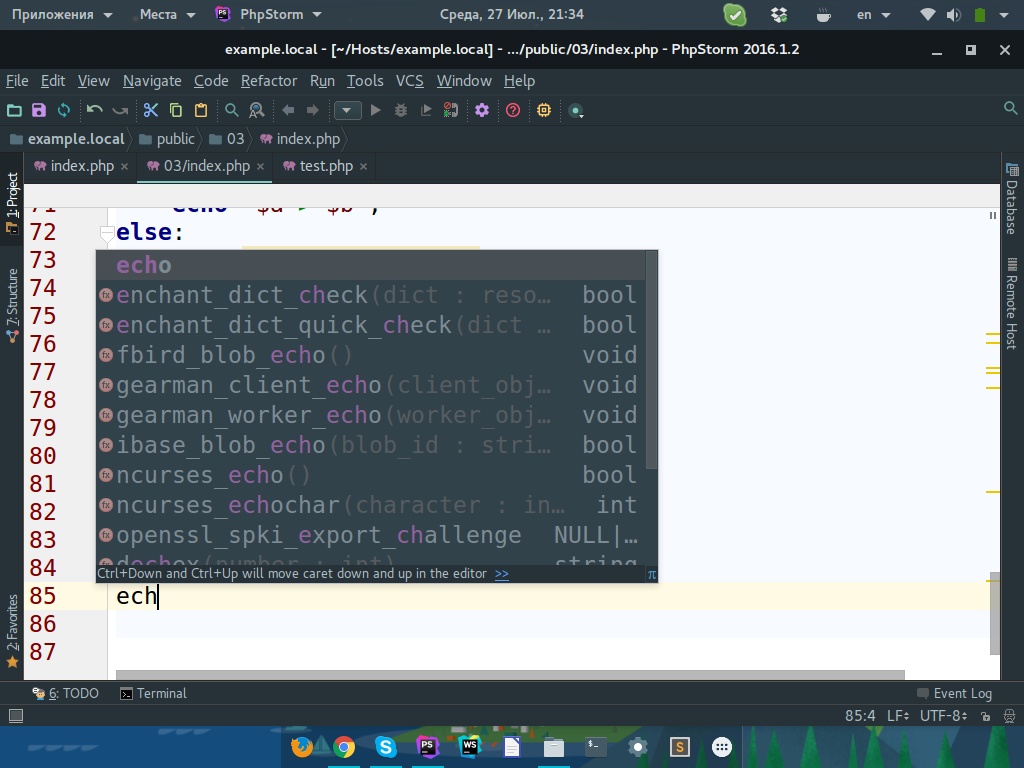 Приложения Места PhpStorm Среда, 27 Июл., 21:34 en
example.local - [~/Hosts/example.local] - .../public/03/index.php - PhpStorm 2016.1.2
File Edit View Navigate Code Refactor Run Tools VCS Window Help
example.local public 03 index.php
index.php 03/index.php test.php
1: Project
7: Structure
2: Favorites
Database
Remote Host
71 echo "$a > $b";
72 else:
73
74
75
76
77
78
79
80
81
82
83
84
echo
enchant_dict_check(dict : reso… bool
enchant_dict_quick_check(dict … bool
fbird_blob_echo() void
gearman_client_echo(client_obj… void
gearman_worker_echo(worker_obj… void
ibase_blob_echo(blob_id : stri… bool
ncurses_echo() bool
ncurses_echochar(character : in… int
openssl_spki_export_challenge NULL|…
dechex(number : int) string
Ctrl+Down and Ctrl+Up will move caret down and up in the editor >> π
85 ech
86
87
6: TODO Terminal Event Log
85:4 LF UTF-8
PS WS S